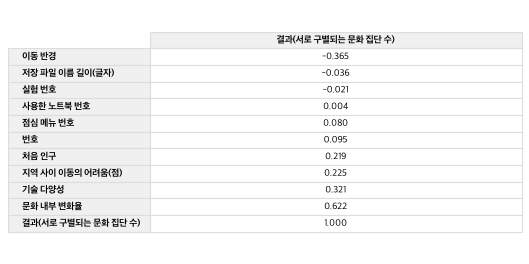 결과(서로 구별되는 문화 집단 수)
이동 반경 -0.365
저장 파일 이름 길이(글자) -0.036
실험 번호 -0.021
사용한 노트북 번호 0.004
점심 메뉴 번호 0.080
번호 0.095
처음 인구 0.219
지역 사이 이동의 어려움(점) 0.225
기술 다양성 0.321
문화 내부 변화율 0.622
결과(서로 구별되는 문화 집단 수) 1.000